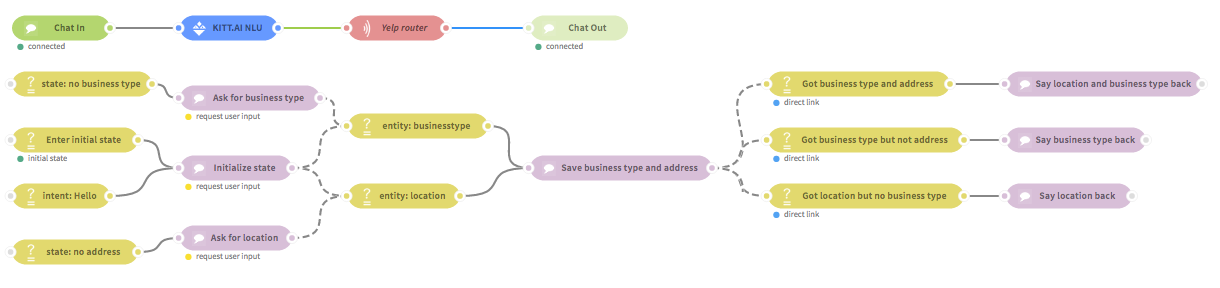 Chat In
connected
KITT.AI NLU
Yelp router
Chat Out
connected
state: no business type
Ask for business type
request user input
Enter initial state
initial state
Initialize state
request user input
intent: Hello
state: no address
Ask for location
request user input
entity: businesstype
entity: location
Save business type and address
Got business type and address
direct link
Say location and business type back
Got business type but not address
direct link
Say business type back
Got location but no business type
direct link
Say location back